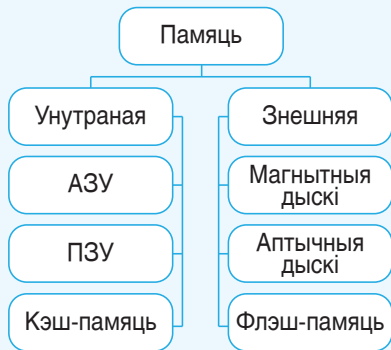 Памяць
Унутраная
АЗУ
ПЗУ
Кэш-памяць
Знешняя
Магнытныя
дыскі
Аптычныя
дыскі
Флэш-памяць